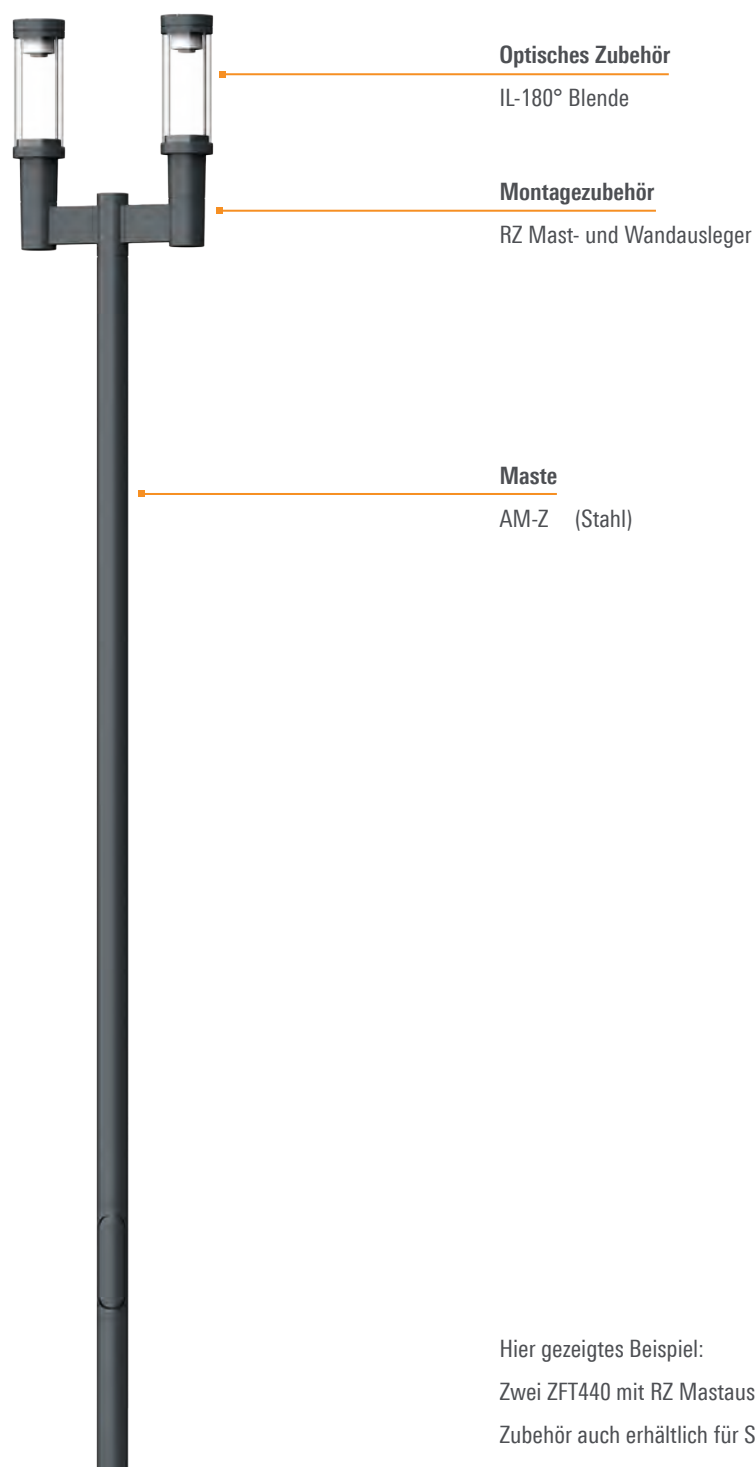 Optisches Zubehör
IL-180° Blende
Montagezubehör
RZ Mast- und Wandausleger
Maste
AM-Z (Stahl)
Hier gezeigtes Beispiel:
Zwei ZFT440 mit RZ Mastaus
Zubehör auch erhältlich für S